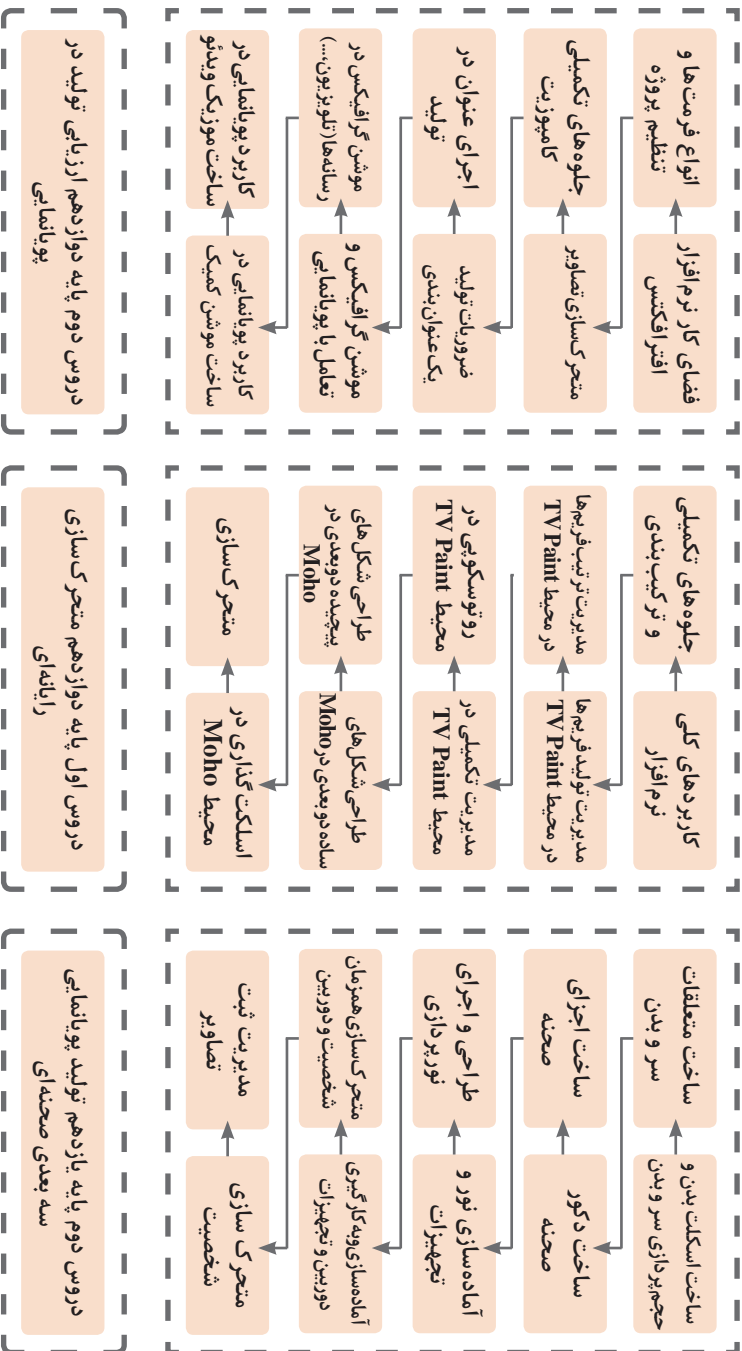 ساخت اسکلت بدن و
حجم‌پردازی سر و بدن
ساخت متعلقات
سر و بدن
ساخت دکور
صحنه
ساخت اجزای
صحنه
آماده‌سازی نور و
تجهیزات
طراحی و اجرای
نورپردازی
آماده‌سازی و به کارگیری
دوربین و تجهیزات
متحرک‌سازی همزمان
شخصیت و دوربین
متحرک سازی
شخصیت
مدیریت ثبت
تصاویر
دروس دوم پایه یازدهم تولید پویانمایی
سه بعدی صحنه‌ای
کاربردهای کلی
نرم‌افزار
جلوه‌های تکمیلی
و ترکیب‌بندی
مدیریت تولید فریم‌ها
در محیط TV Paint
مدیریت ترتیب فریم‌ها
در محیط TV Paint
مدیریت تکمیلی در
محیط TV Paint
روتوسکوپی در
محیط TV Paint
طراحی شکل‌های
ساده دوبعدی در Moho
طراحی شکل‌های
پیچیده دوبعدی در
Moho
اسلکت گذاری در
محیط Moho
متحرک‌سازی
دروس اول پایه دوازدهم متحرک‌سازی
رایانه‌ای
فضای کار نرم‌افزار
افترافکتس
انواع فرمت‌ها و
تنظیم پروژه
متحرک‌سازی تصاویر
جلوه‌های تکمیلی
کامپوزیت
ضروریات تولید
یک عنوان‌بندی
اجرای عنوان در
تولید
موشن گرافیکس و
تعامل با پویانمایی
موشن گرافیکس در
رسانه‌ها (تلویزیون،...)
کاربرد پویانمایی در
ساخت موشن کمیک
کاربرد پویانمایی در
ساخت موزیک ویدئو
دروس دوم پایه دوازدهم ارزیابی تولید در
پویانمایی